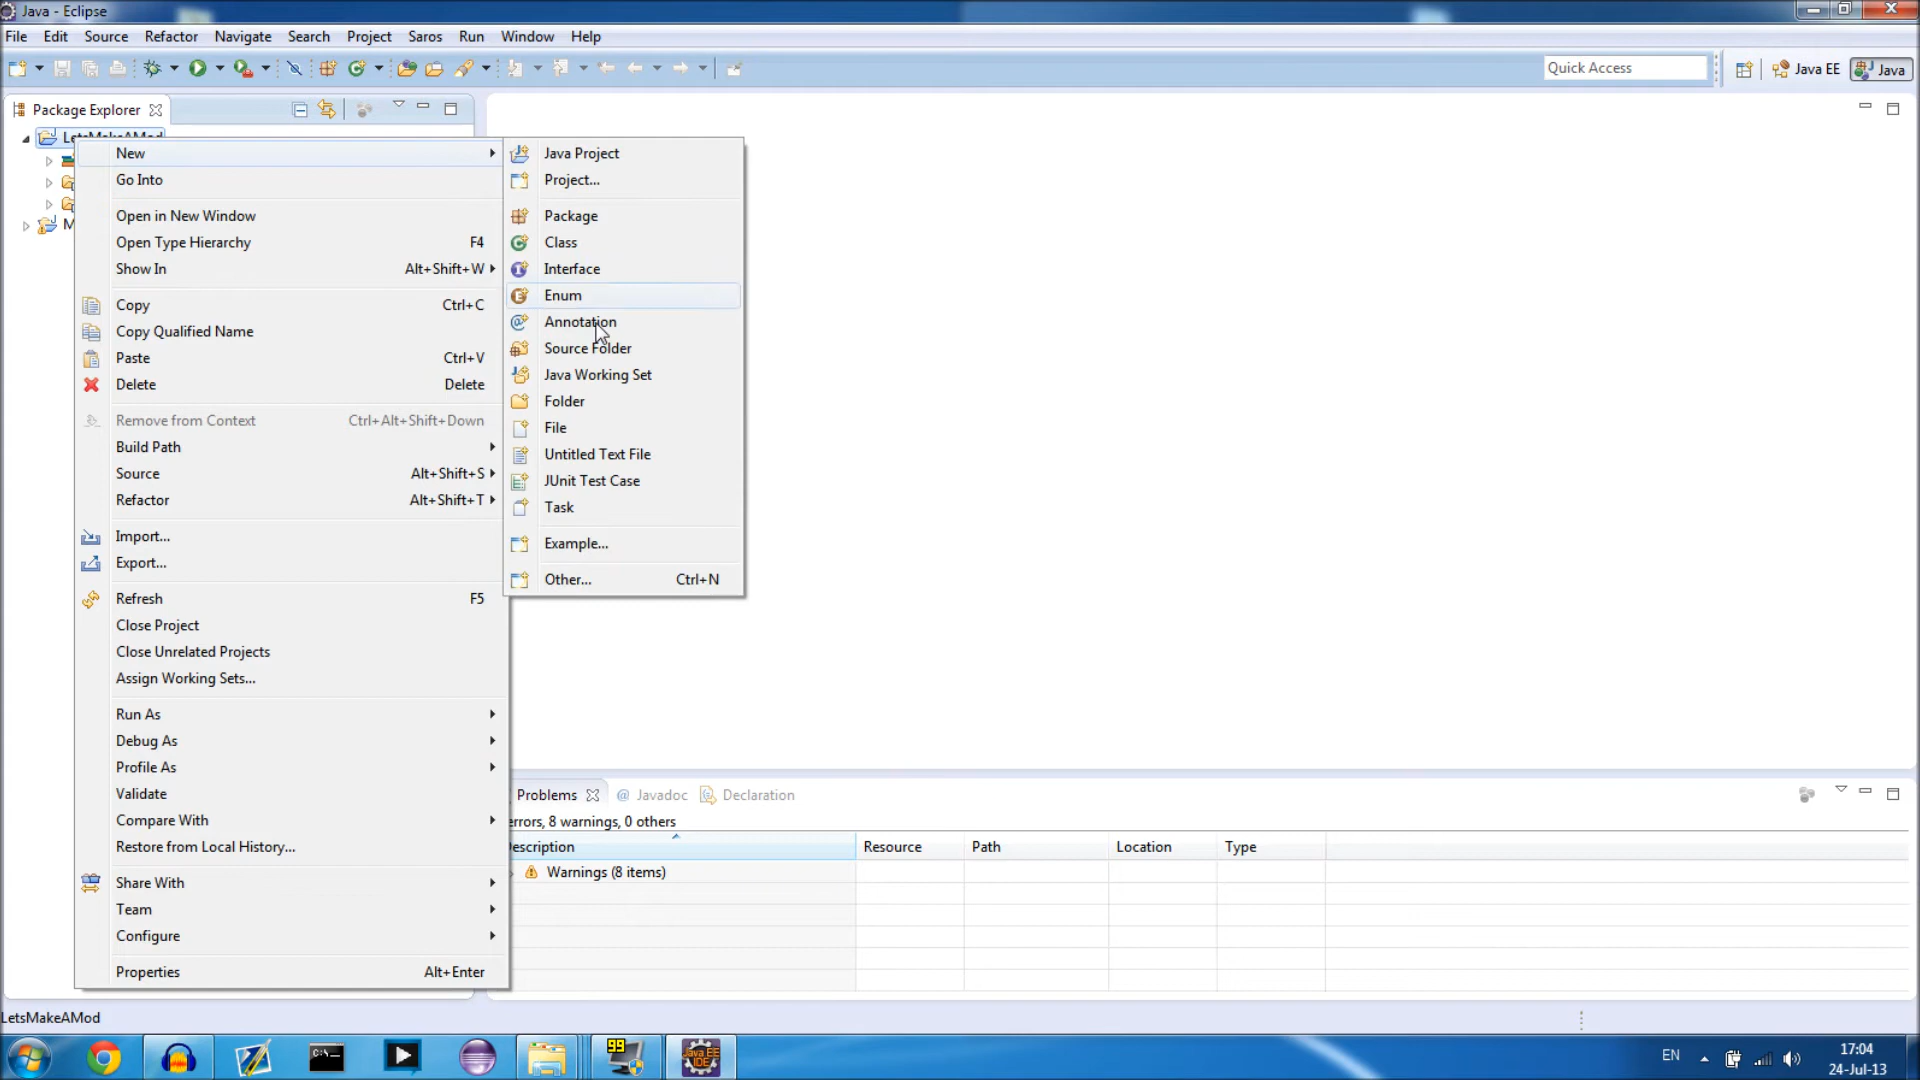 Java - Eclipse
File Edit Source Refactor Navigate Search Project Saros Run Window Help
Quick Access
Java EE
Java
Package Explorer
LetsMakeAMod
M
New
Go Into
Open in New Window
Open Type Hierarchy F4
Show In Alt+Shift+W
Copy Ctrl+C
Copy Qualified Name
Paste Ctrl+V
Delete Delete
Remove from Context Ctrl+Alt+Shift+Down
Build Path
Source Alt+Shift+S
Refactor Alt+Shift+T
Import...
Export...
Refresh F5
Close Project
Close Unrelated Projects
Assign Working Sets...
Run As
Debug As
Profile As
Validate
Compare With
Restore from Local History...
Share With
Team
Configure
Properties Alt+Enter
Java Project
Project...
Package
Class
Interface
Enum
Annotation
Source Folder
Java Working Set
Folder
File
Untitled Text File
JUnit Test Case
Task
Example...
Other... Ctrl+N
Problems @ Javadoc Declaration
errors, 8 warnings, 0 others
Description Resource Path Location Type
Warnings (8 items)
LetsMakeAMod
C:\
99
Java EE
IDE
EN
17:04
24-Jul-13